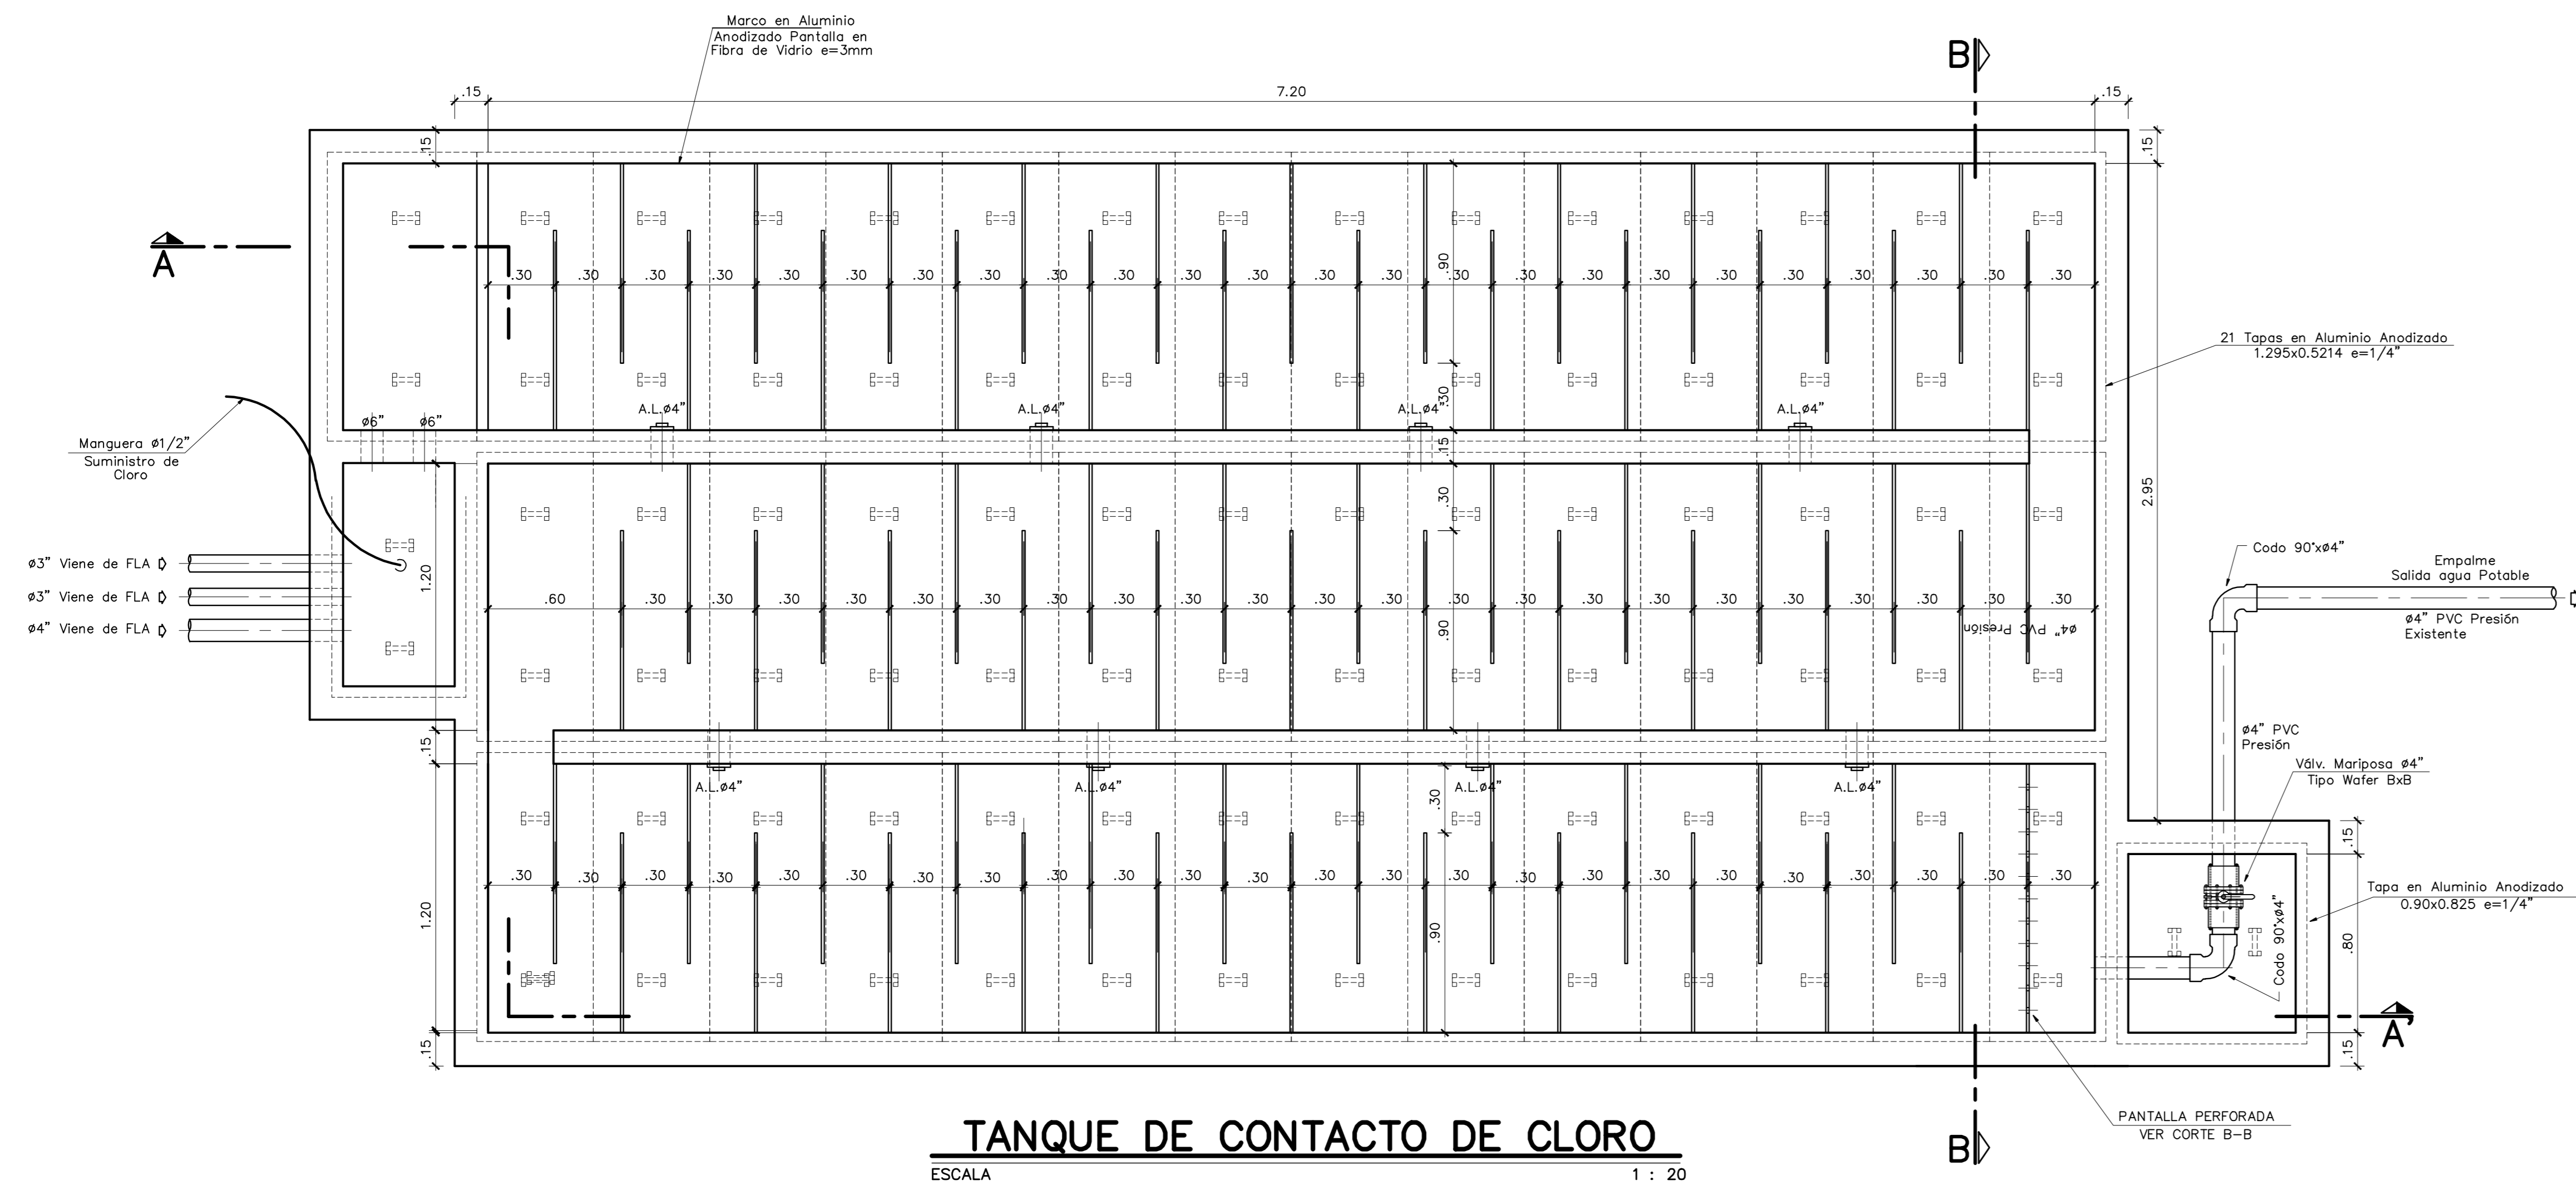 Marco en Aluminio
Anodizado Pantalla en
Fibra de Vidrio e=3mm
B
.15
7.20
.15
.15
.15
A
.30 .30 .30 .30 .30 .30 .30 .30 .30 .30 .30 .30 .30 .30 .30 .30 .30 .30 .30 .30 .30 .30 .30 .30
.90
21 Tapas en Aluminio Anodizado
1.295x0.5214 e=1/4"
.30
ø6" ø6"
A.L.ø4" A.L.ø4" A.L.ø4" A.L.ø4"
Manguera ø1/2"
Suministro de
Cloro
.15
.30
2.95
ø3" Viene de FLA
ø3" Viene de FLA
ø4" Viene de FLA
1.20
.60 .30 .30 .30 .30 .30 .30 .30 .30 .30 .30 .30 .30 .30 .30 .30 .30 .30 .30 .30 .30 .30 .30
.90
ø4" PVC Presión
Codo 90°xø4"
Empalme
Salida agua Potable
ø4" PVC Presión
Existente
.15
ø4" PVC
Presión
Válv. Mariposa ø4"
Tipo Wafer BxB
A.L.ø4" A.L.ø4" A.L.ø4" A.L.ø4"
.30
.15
1.20
.30 .30 .30 .30 .30 .30 .30 .30 .30 .30 .30 .30 .30 .30 .30 .30 .30 .30 .30 .30 .30 .30 .30 .30
.90
Tapa en Aluminio Anodizado
0.90x0.825 e=1/4"
Codo 90°xø4"
.80
A'
.15
.15
PANTALLA PERFORADA
VER CORTE B-B
TANQUE DE CONTACTO DE CLORO
B
ESCALA 1 : 20